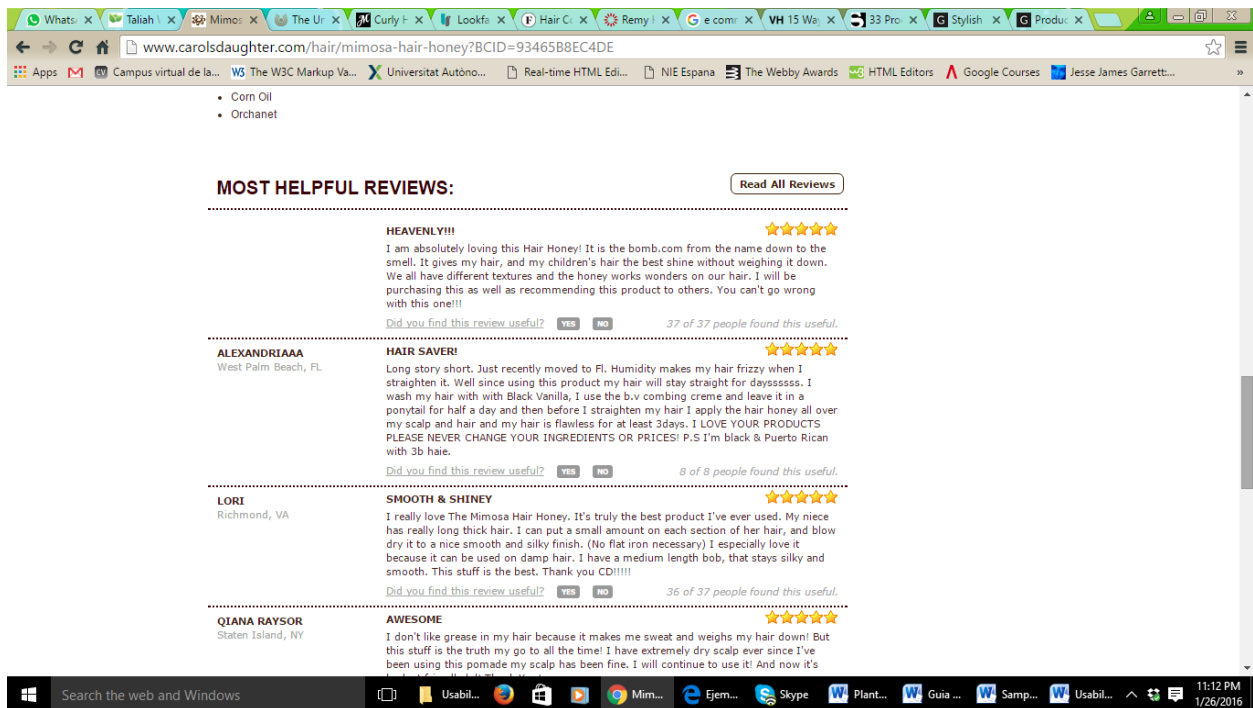 Whats
Taliah \
Mimos
The Ur
Curly H
Lookfa
Hair Co
Remy H
e comr
VH 15 Way
33 Pro
Stylish
Produc
www.carolsdaughter.com/hair/mimosa-hair-honey?BCID=93465B8EC4DE
Apps
Campus virtual de la...
The W3C Markup Va...
Universitat Autòno...
Real-time HTML Edi...
NIE Espana
The Webby Awards
HTML Editors
Google Courses
Jesse James Garrett:...
»
• Corn Oil
• Orchanet
MOST HELPFUL REVIEWS:
Read All Reviews
HEAVENLY!!!
I am absolutely loving this Hair Honey! It is the bomb.com from the name down to the
smell. It gives my hair, and my children's hair the best shine without weighing it down.
We all have different textures and the honey works wonders on our hair. I will be
purchasing this as well as recommending this product to others. You can't go wrong
with this one!!!
Did you find this review useful? YES NO 37 of 37 people found this useful.
ALEXANDRIAAA
West Palm Beach, FL
HAIR SAVER!
Long story short. Just recently moved to Fl. Humidity makes my hair frizzy when I
straighten it. Well since using this product my hair will stay straight for dayssssss. I
wash my hair with with Black Vanilla, I use the b.v combing creme and leave it in a
ponytail for half a day and then before I straighten my hair I apply the hair honey all over
my scalp and hair and my hair is flawless for at least 3days. I LOVE YOUR PRODUCTS
PLEASE NEVER CHANGE YOUR INGREDIENTS OR PRICES! P.S I'm black & Puerto Rican
with 3b haie.
Did you find this review useful? YES NO 8 of 8 people found this useful.
LORI
Richmond, VA
SMOOTH & SHINEY
I really love The Mimosa Hair Honey. It's truly the best product I've ever used. My niece
has really long thick hair. I can put a small amount on each section of her hair, and blow
dry it to a nice smooth and silky finish. (No flat iron necessary) I especially love it
because it can be used on damp hair. I have a medium length bob, that stays silky and
smooth. This stuff is the best. Thank you CD!!!!!
Did you find this review useful? YES NO 36 of 37 people found this useful.
QIANA RAYSOR
Staten Island, NY
AWESOME
I don't like grease in my hair because it makes me sweat and weighs my hair down! But
this stuff is the truth my go to all the time! I have extremely dry scalp ever since I've
been using this pomade my scalp has been fine. I will continue to use it! And now it's
Search the web and Windows
Usabil...
Mim...
Ejem...
Skype
Plant...
Guia ...
Samp...
Usabil...
11:12 PM
1/26/2016